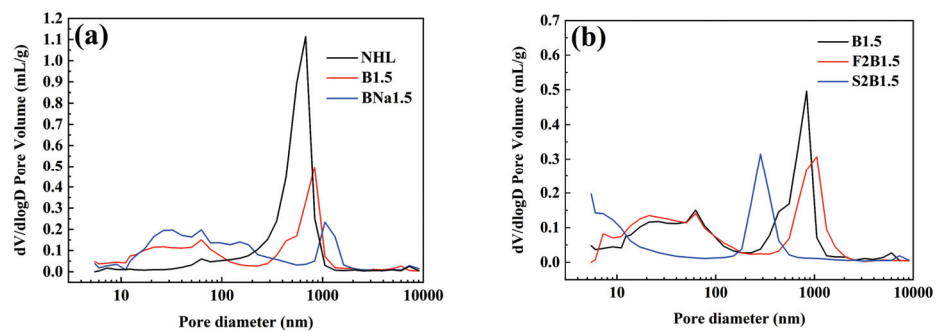 (a)
NHL
B1.5
BNa1.5
dV/dlogD Pore Volume (mL/g)
1.2
1.1
1.0
0.9
0.8
0.7
0.6
0.5
0.4
0.3
0.2
0.1
0.0
10
100
1000
10000
Pore diameter (nm)
(b)
B1.5
F2B1.5
S2B1.5
dV/dlogD Pore Volume (mL/g)
0.7
0.6
0.5
0.4
0.3
0.2
0.1
0.0
10
100
1000
10000
Pore diameter (nm)